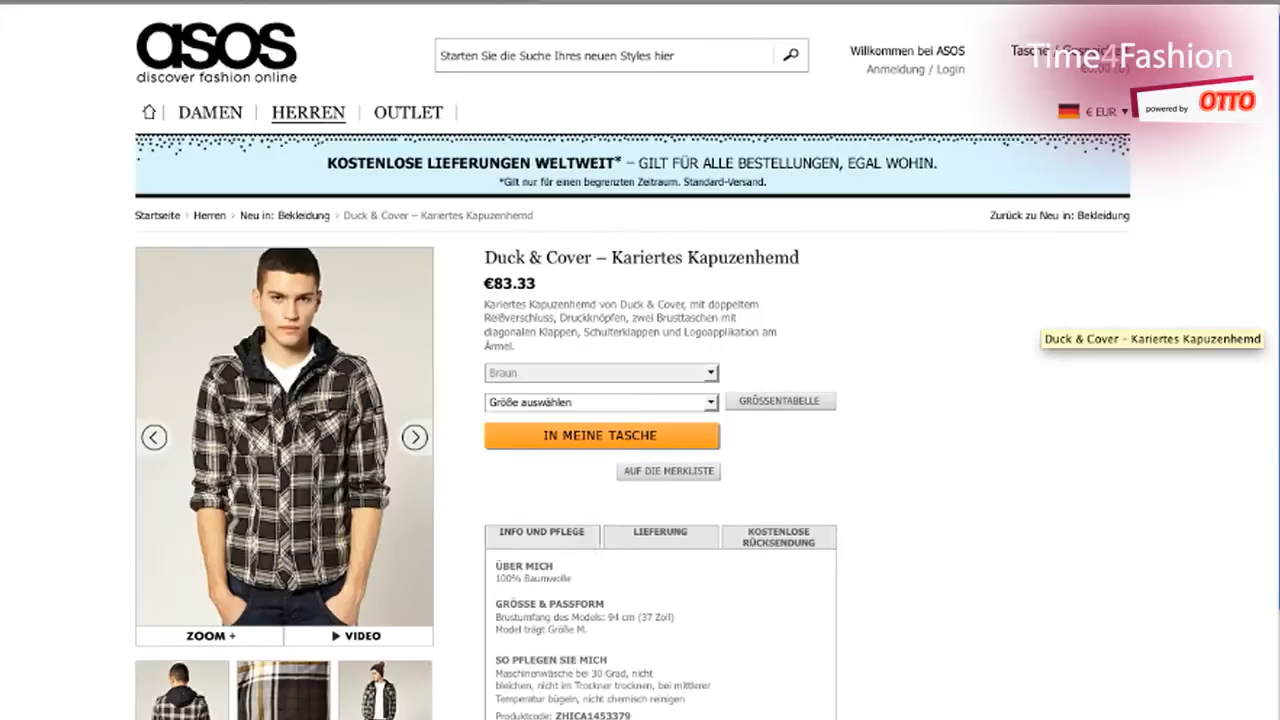 asos
discover fashion online
Starten Sie die Suche Ihres neuen Styles hier
Willkommen bei ASOS
Anmeldung / Login
Time4Fashion
powered by OTTO
DAMEN
HERREN
OUTLET
€ EUR
KOSTENLOSE LIEFERUNGEN WELTWEIT* – GILT FÜR ALLE BESTELLUNGEN, EGAL WOHIN.
*Gilt nur für einen begrenzten Zeitraum. Standard-Versand.
Startseite › Herren › Neu in: Bekleidung › Duck & Cover – Kariertes Kapuzenhemd
Zurück zu Neu in: Bekleidung
Duck & Cover – Kariertes Kapuzenhemd
€83.33
Kariertes Kapuzenhemd von Duck & Cover, mit doppeltem
Reißverschluss, Druckknöpfen, zwei Brusttaschen mit
diagonalen Klappen, Schulterklappen und Logoapplikation am
Ärmel.
Duck & Cover - Kariertes Kapuzenhemd
Braun
Größe auswählen
GRÖSSENTABELLE
IN MEINE TASCHE
AUF DIE MERKLISTE
ZOOM +
VIDEO
INFO UND PFLEGE
LIEFERUNG
KOSTENLOSE
RÜCKSENDUNG
ÜBER MICH
100% Baumwolle
GRÖSSE & PASSFORM
Brustumfang des Models: 94 cm (37 Zoll)
Model trägt Größe M.
SO PFLEGEN SIE MICH
Maschinenwäsche bei 30 Grad, nicht
bleichen, nicht im Trockner trocknen, bei mittlerer
Temperatur bügeln, nicht chemisch reinigen
Produktcode: ZHICA1453379